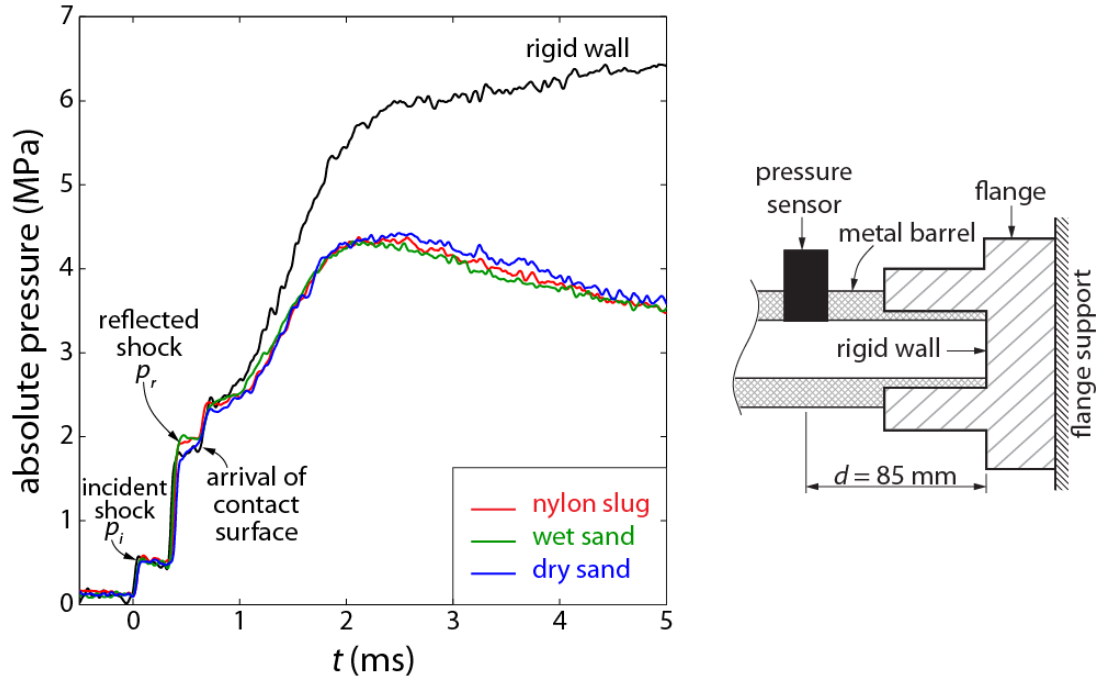 7
6
5
4
3
2
1
0
0
1
2
3
4
5
absolute pressure (MPa)
t (ms)
rigid wall
reflected
shock
pr
incident
shock
pi
arrival of
contact
surface
nylon slug
wet sand
dry sand
pressure
sensor
flange
metal barrel
rigid wall
flange support
d = 85 mm